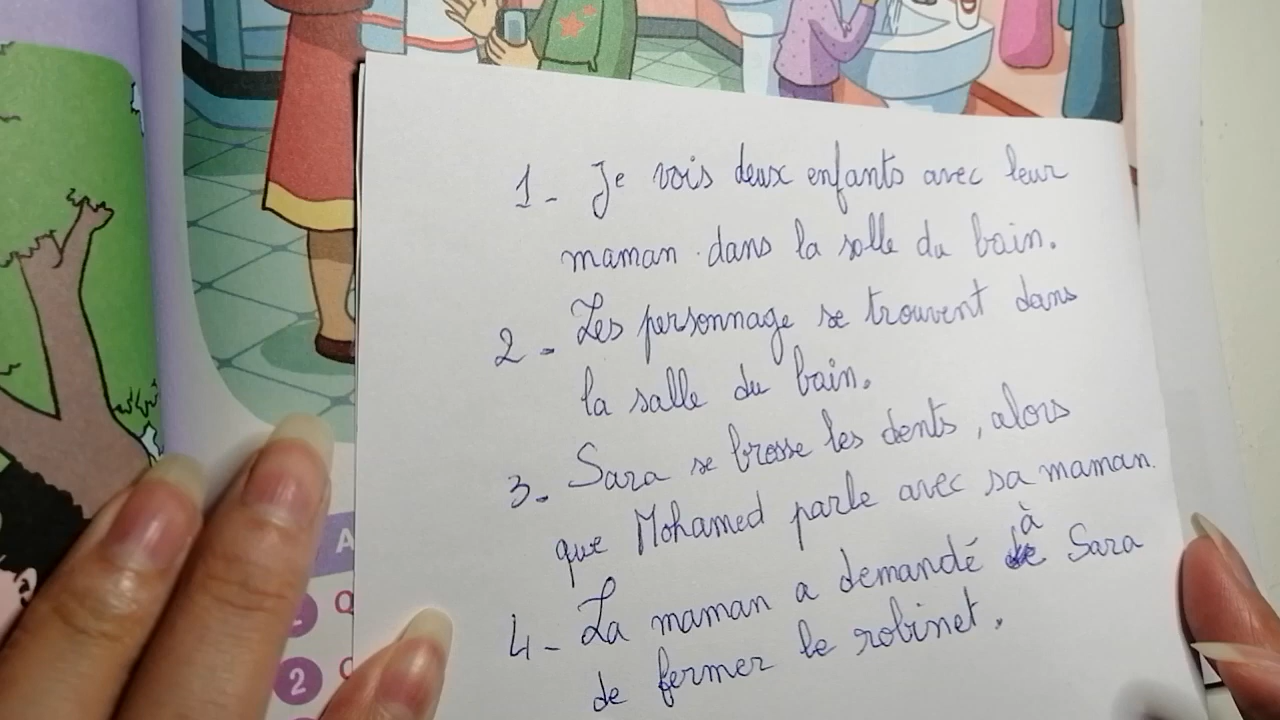 1- Je vois deux enfants avec leur
maman dans la salle du bain.
2- Les personnage se trouvent dans
la salle du bain.
3- Sara se brosse les dents, alors
que Mohamed parle avec sa maman.
4- La maman a demandé à Sara
de fermer le robinet.
A
1 Q
2